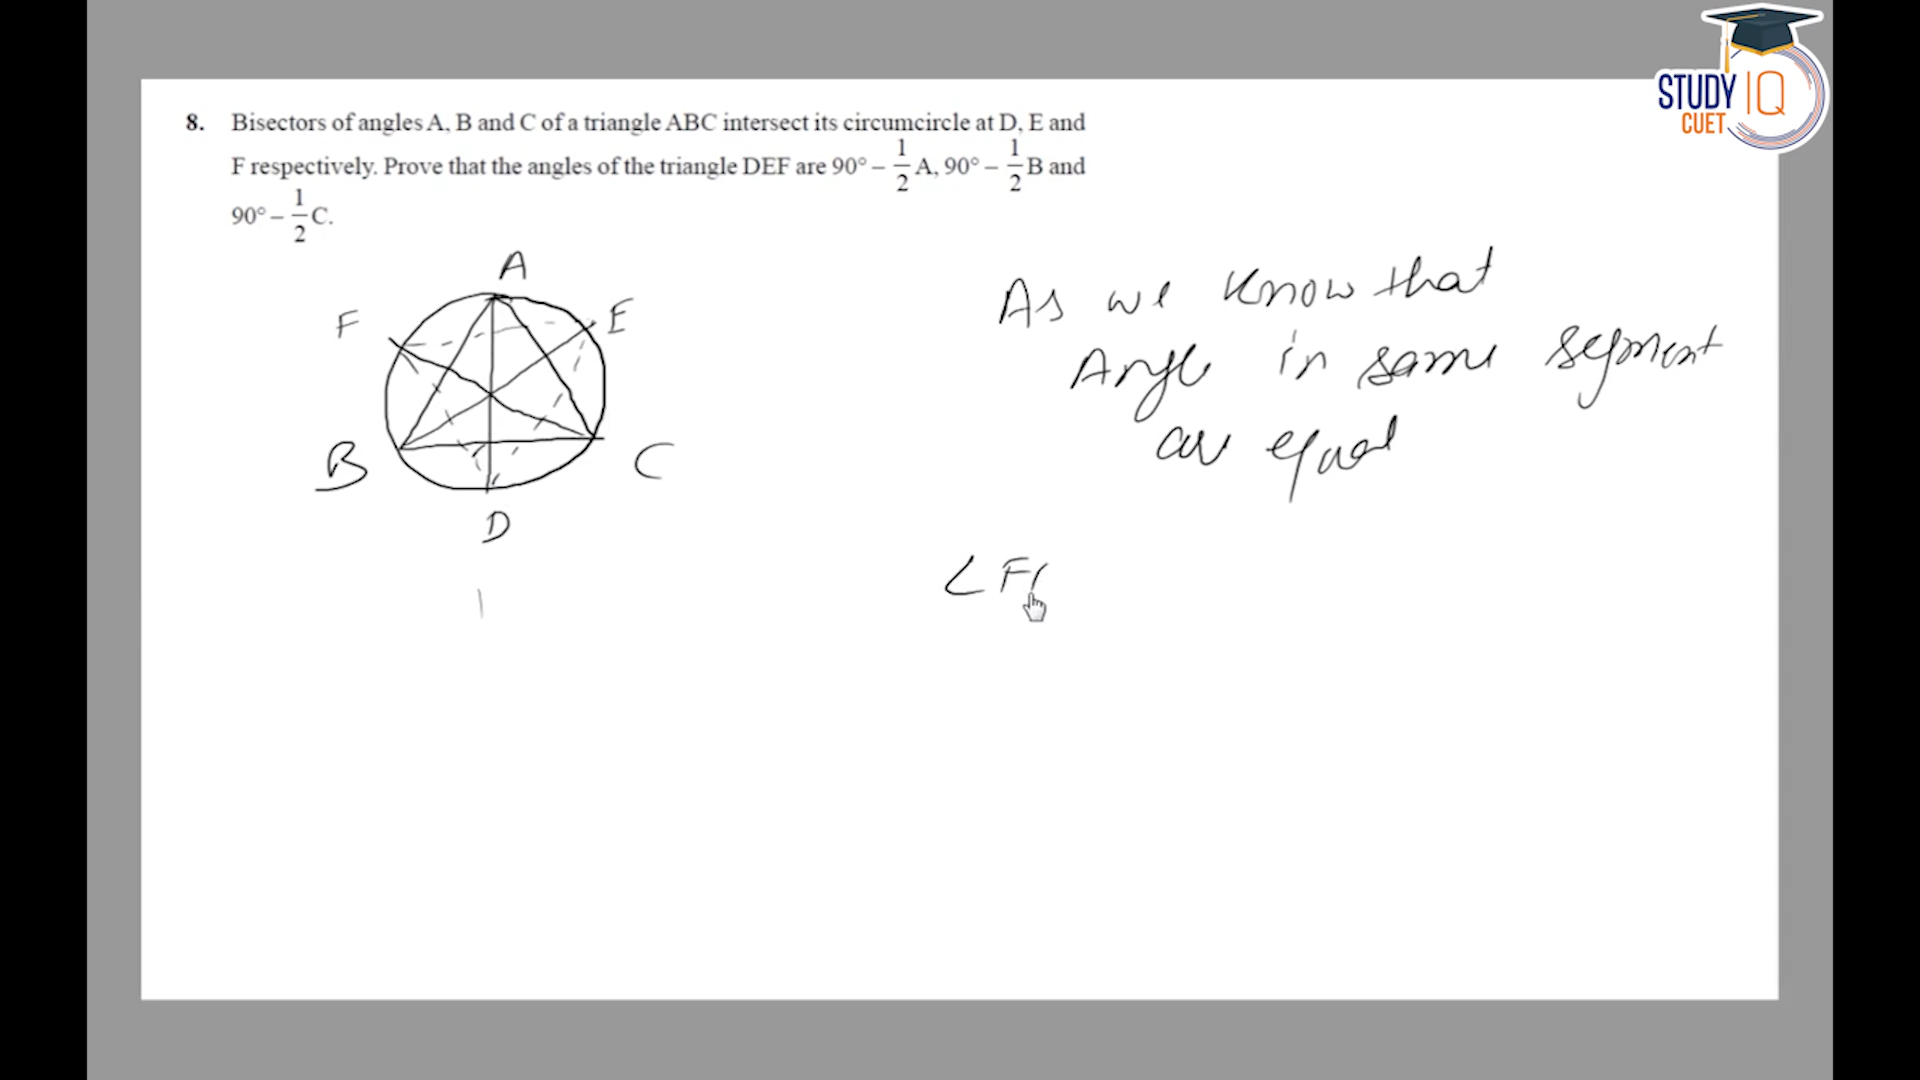 STUDY IQ
CUET
8. Bisectors of angles A, B and C of a triangle ABC intersect its circumcircle at D, E and
F respectively. Prove that the angles of the triangle DEF are 90° – 1/2 A, 90° – 1/2 B and
90° – 1/2 C.
A
F
E
B
C
D
As we know that
Angle in same segment
are equal
∠ F